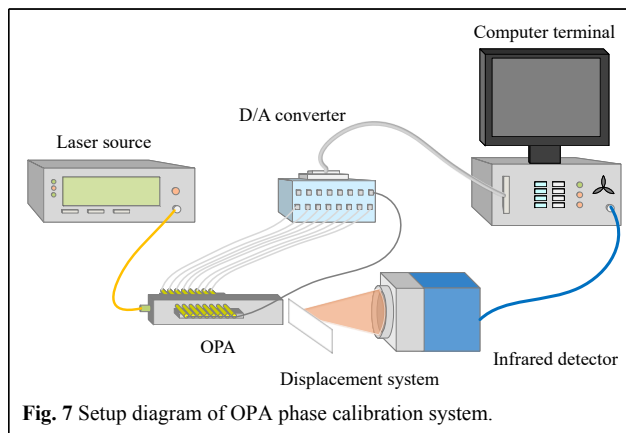 Computer terminal
D/A converter
Laser source
OPA
Infrared detector
Displacement system
Fig. 7 Setup diagram of OPA phase calibration system.